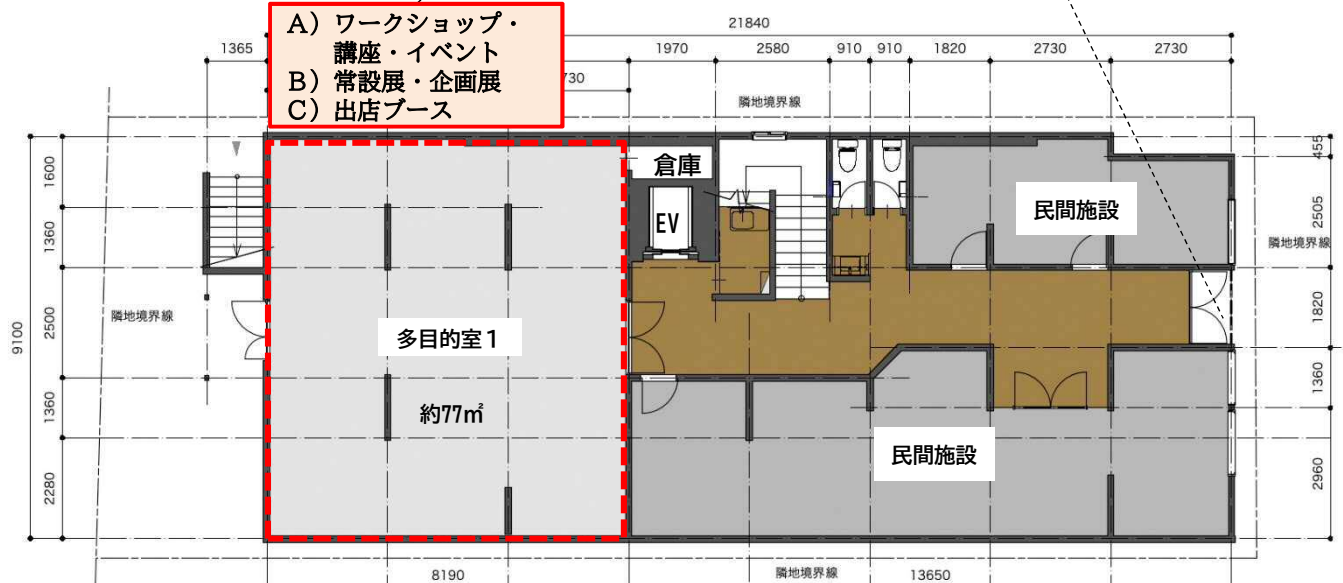 A）ワークショップ・
講座・イベント
B）常設展・企画展
C）出店ブース
21840
1365
730
1970
2580
910
910
1820
2730
2730
隣地境界線
1600
1360
2500
1360
2280
9100
隣地境界線
倉庫
EV
民間施設
多目的室１
約77㎡
民間施設
455
2505
1820
1360
2960
隣地境界線
8190
隣地境界線
13650